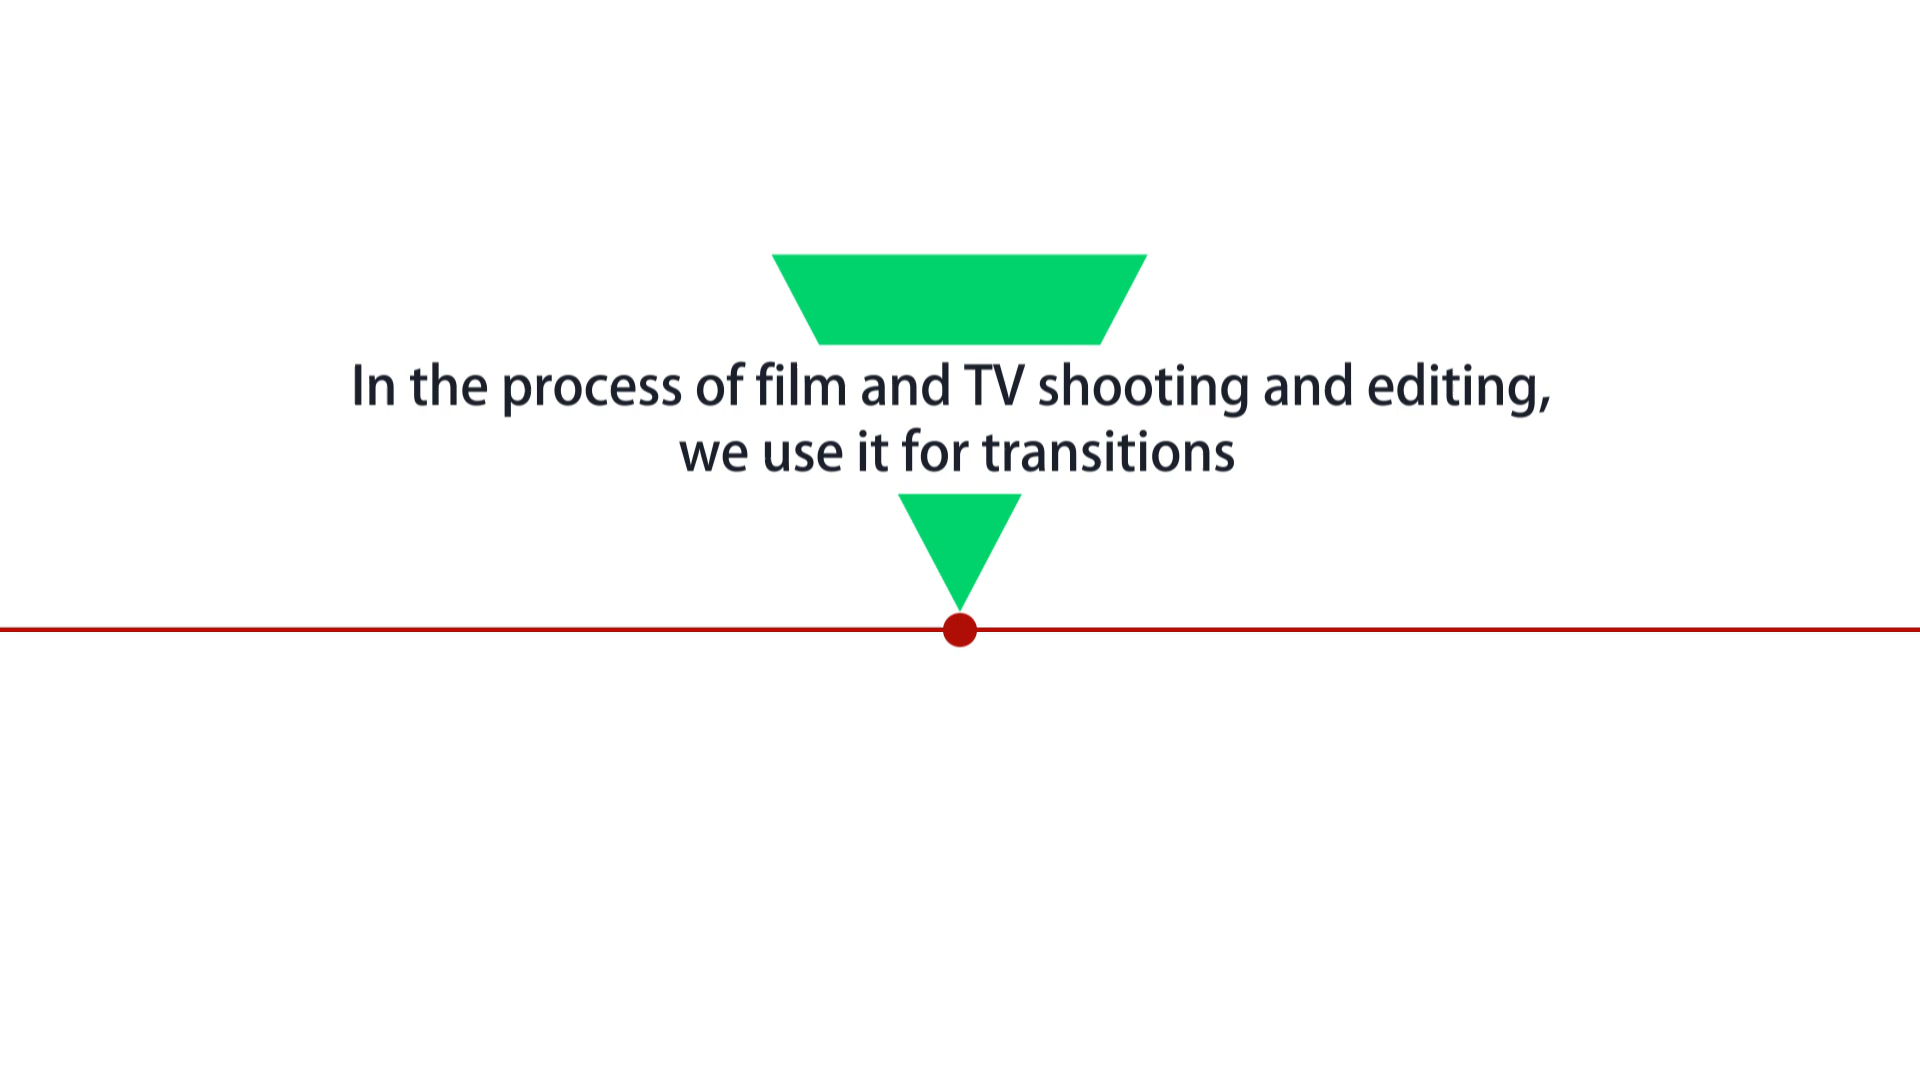 In the process of film and TV shooting and editing,
we use it for transitions